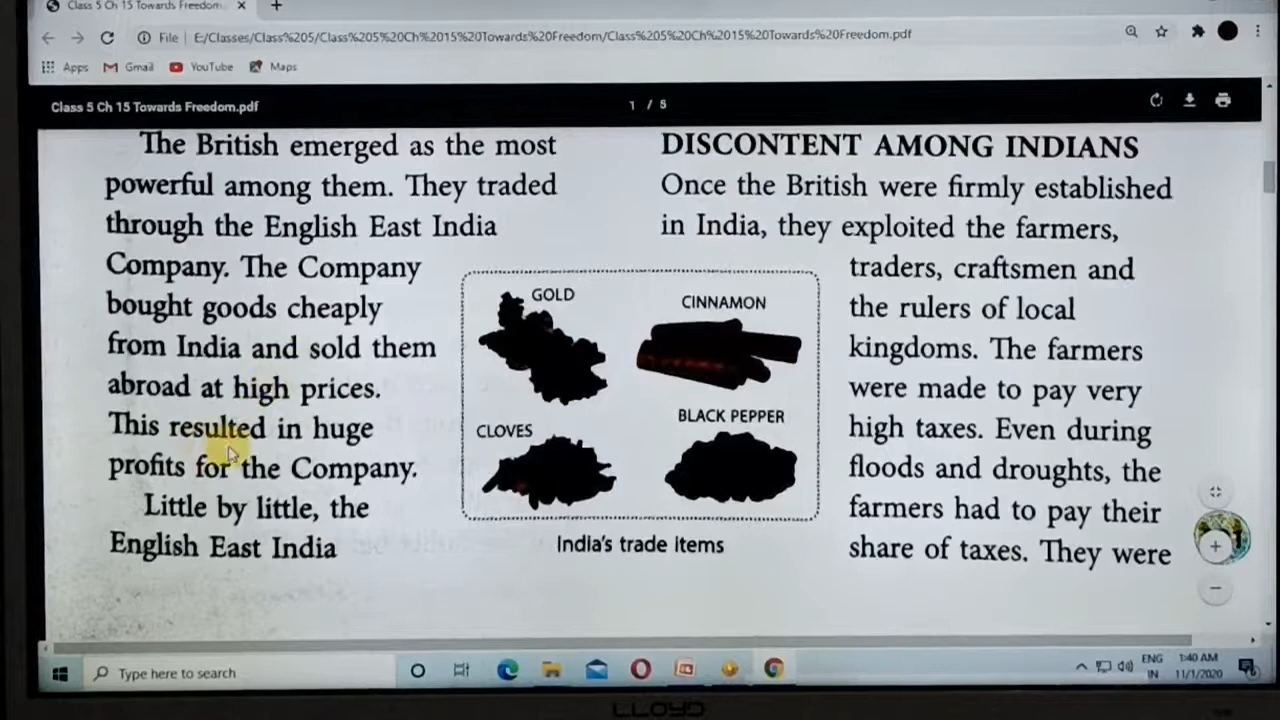 Class 5 Ch 15 Towards Freedom.
File
E:/Classes/Class%205/Class%205%20Ch%2015%20Towards%20Freedom/Class%205%20Ch%2015%20Towards%20Freedom.pdf
Apps Gmail YouTube Maps
Class 5 Ch 15 Towards Freedom.pdf
1 / 5
The British emerged as the most
powerful among them. They traded
through the English East India
Company. The Company
bought goods cheaply
from India and sold them
abroad at high prices.
This resulted in huge
profits for the Company.
Little by little, the
English East India
GOLD
CINNAMON
CLOVES
BLACK PEPPER
India's trade items
DISCONTENT AMONG INDIANS
Once the British were firmly established
in India, they exploited the farmers,
traders, craftsmen and
the rulers of local
kingdoms. The farmers
were made to pay very
high taxes. Even during
floods and droughts, the
farmers had to pay their
share of taxes. They were
Type here to search
ENG
IN
1:40 AM
11/1/2020
LLOYD